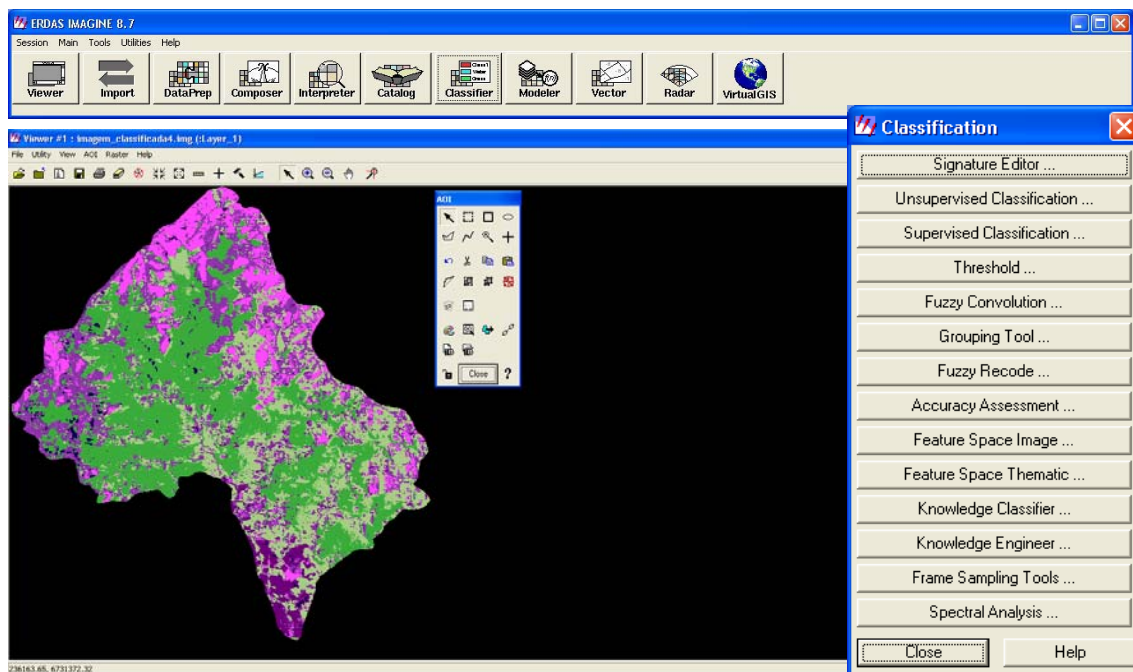 ERDAS IMAGINE 8.7
Session Main Tools Utilities Help
Class1
Water
Grass
Viewer Import DataPrep Composer Interpreter Catalog Classifier Modeler Vector Radar VirtualGIS
Viewer #1 : imagem_classificada4.img (:Layer_1)
File Utility View AOI Raster Help
AOI
Close ?
236163.65, 6731372.32
Classification
Signature Editor ...
Unsupervised Classification ...
Supervised Classification ...
Threshold ...
Fuzzy Convolution ...
Grouping Tool ...
Fuzzy Recode ...
Accuracy Assessment ...
Feature Space Image ...
Feature Space Thematic ...
Knowledge Classifier ...
Knowledge Engineer ...
Frame Sampling Tools ...
Spectral Analysis ...
Close Help